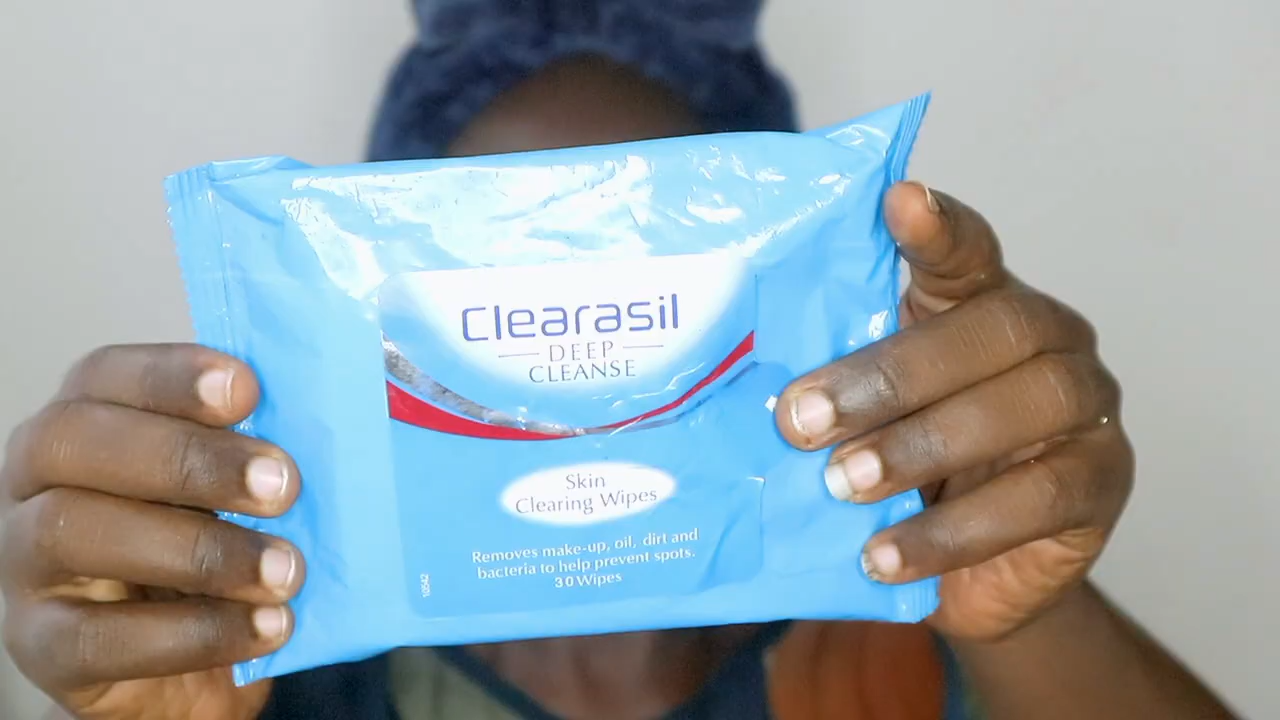 Clearasil
DEEP
CLEANSE
Skin
Clearing Wipes
Removes make-up, oil, dirt and
bacteria to help prevent spots.
30 Wipes
10542